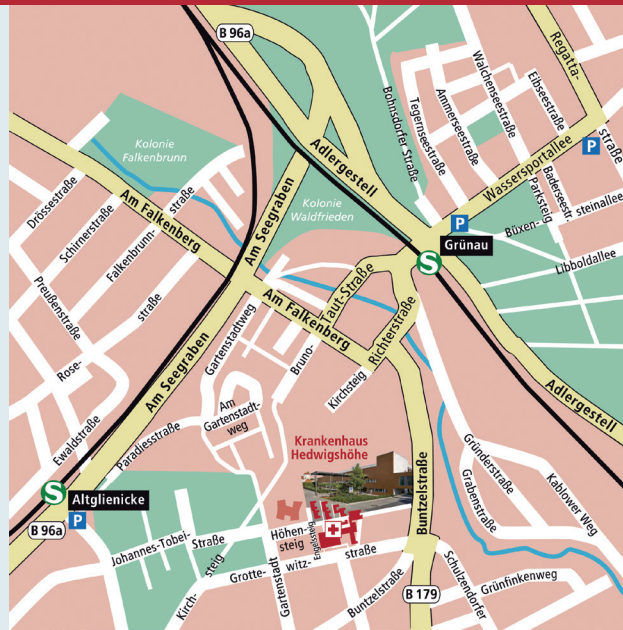 B 96a
Regatta-
straße
Walchenseestraße
Eibseestraße
Ammerseestraße
Tegernseestraße
Bohnsdorfer Straße
Adlergestell
Kolonie
Falkenbrunn
Wassersportallee
P
Baderseestr.
Parksteig
Büxen-
steinallee
Libboldallee
Drössestraße
Am Falkenberg
Schirnerstraße
Falkenbrunn-
straße
Am Seegraben
Kolonie
Waldfrieden
P
Grünau
S
Preußenstraße
Rose-
straße
Am Seegraben
Gartenstadtweg
Am Falkenberg
Bruno-
Taut-Straße
Richterstraße
Kirchsteig
Adlergestell
Ewaldstraße
Paradiesstraße
Am
Gartenstadt-
weg
Krankenhaus
Hedwigshöhe
Buntzelstraße
Gründerstraße
Grabenstraße
Kablower Weg
S
Altglienicke
B 96a
P
Johannes-Tobei-
Straße
Höhen-
steig
Engelssteig
Kirch-
steig
Grotte-
witz-
straße
Gartenstadt
Buntzelstraße
B 179
Schulzendorfer
Grünfinkenweg